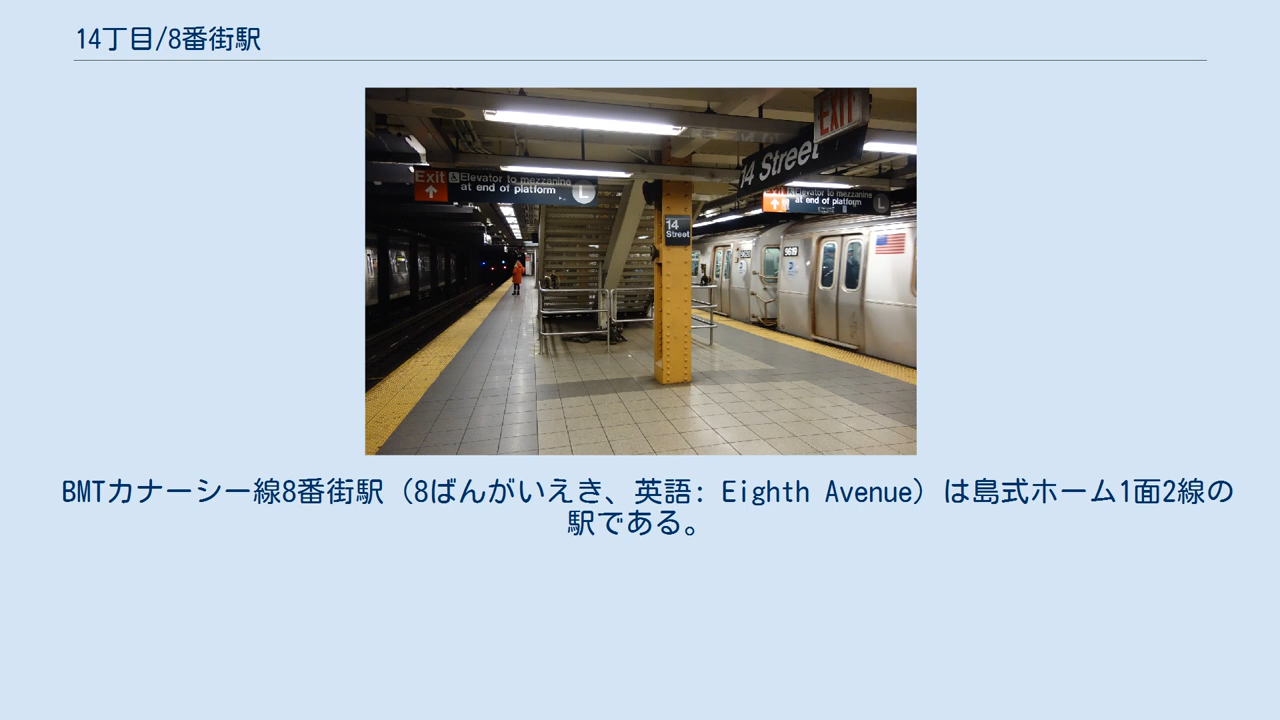 14丁目/8番街駅
EXIT
14 Street
Exit
Elevator to mezzanine
at end of platform
L
Exit
Elevator to mezzanine
at end of platform
L
14
Street
9619
BMTカナーシー線8番街駅（8ばんがいえき、英語: Eighth Avenue）は島式ホーム1面2線の
駅である。